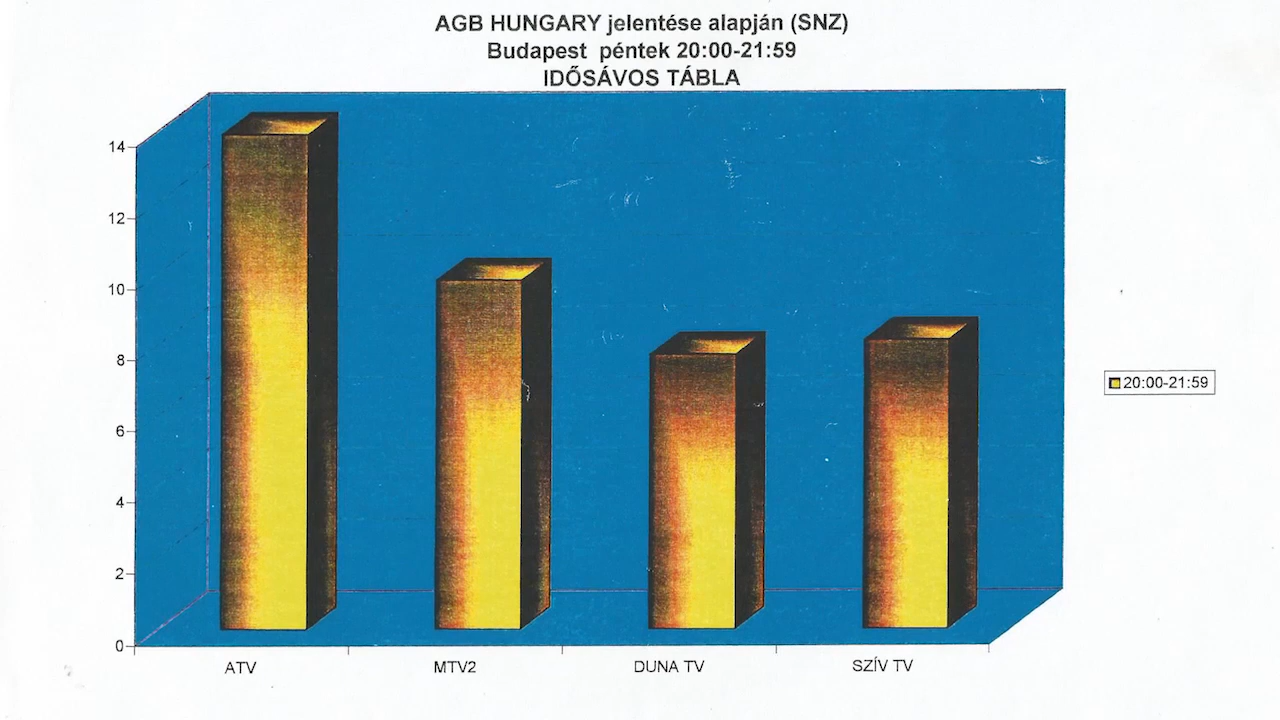 AGB HUNGARY jelentése alapján (SNZ)
Budapest péntek 20:00-21:59
IDŐSÁVOS TÁBLA
14
12
10
8
6
4
2
0
ATV
MTV2
DUNA TV
SZÍV TV
20:00-21:59